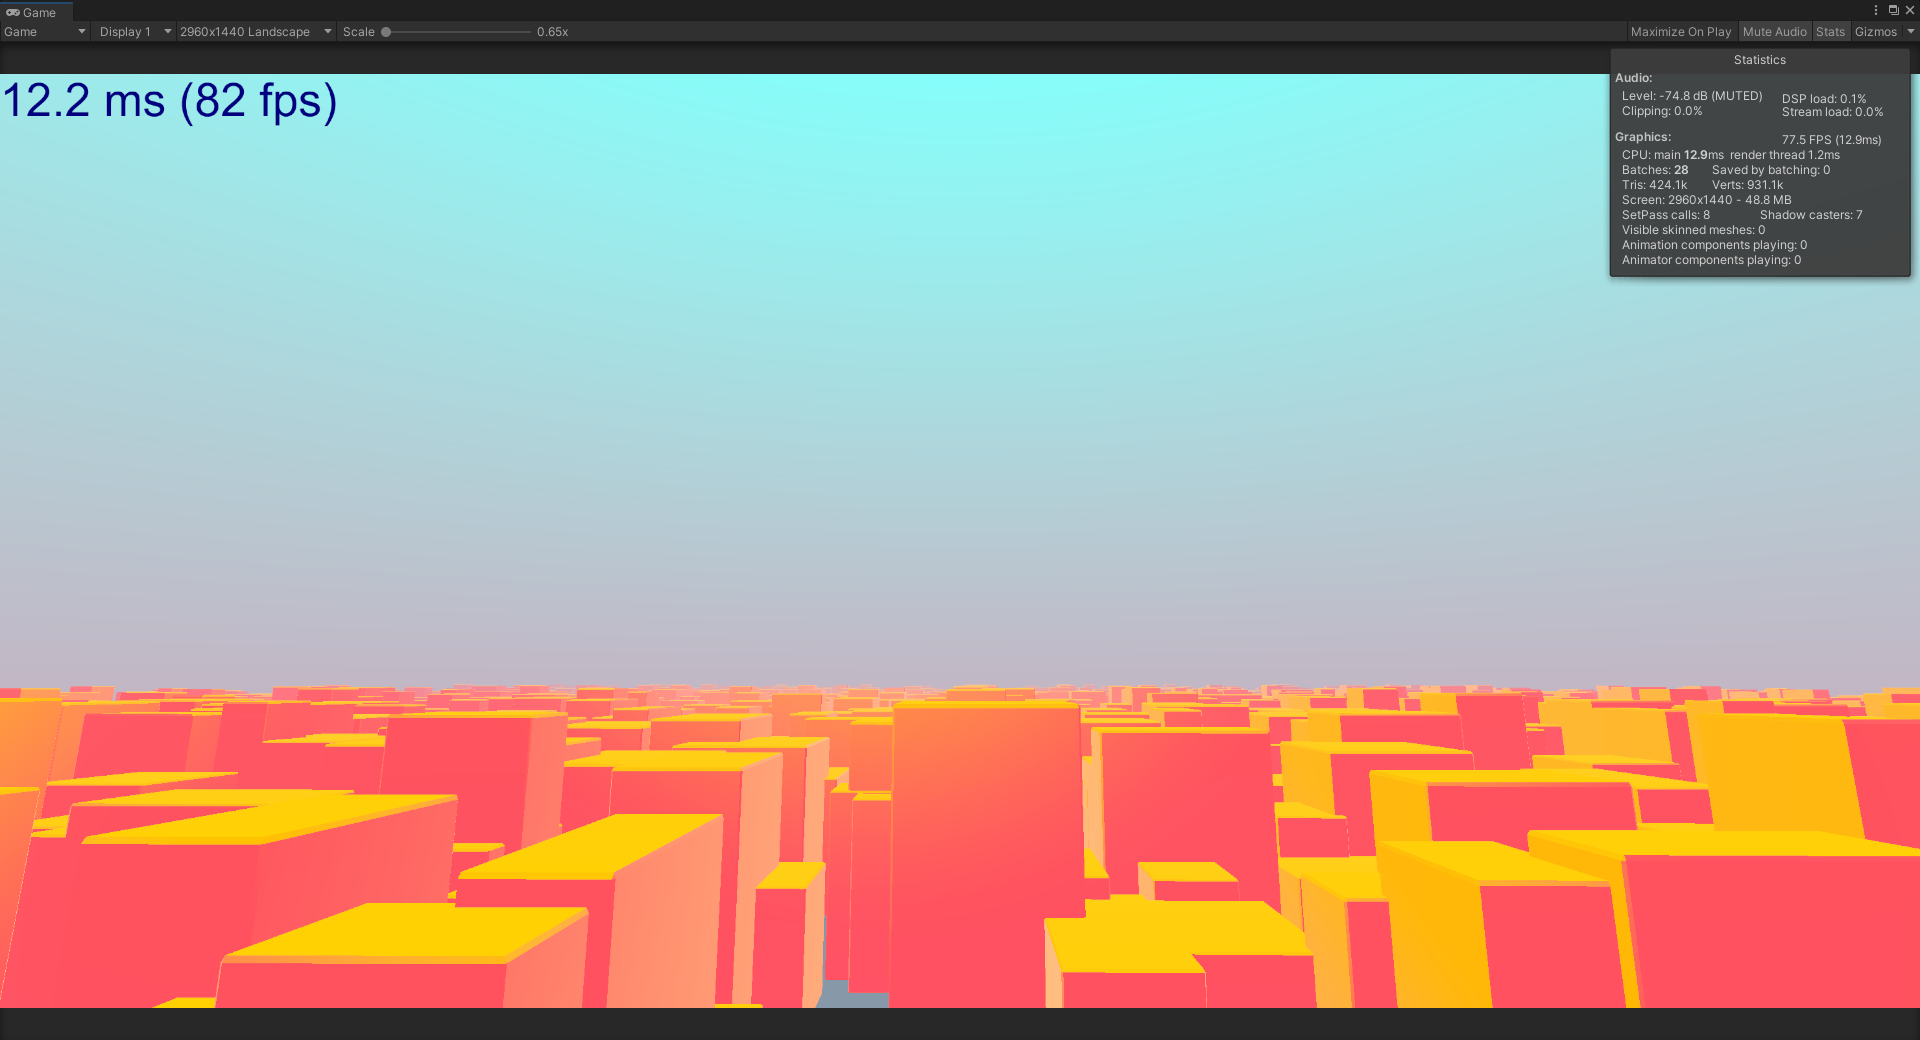 Game
Game Display 1 2960x1440 Landscape Scale 0.65x Maximize On Play Mute Audio Stats Gizmos
12.2 ms (82 fps)
Statistics
Audio:
Level: -74.8 dB (MUTED) DSP load: 0.1%
Clipping: 0.0% Stream load: 0.0%
Graphics: 77.5 FPS (12.9ms)
CPU: main 12.9ms render thread 1.2ms
Batches: 28 Saved by batching: 0
Tris: 424.1k Verts: 931.1k
Screen: 2960x1440 - 48.8 MB
SetPass calls: 8 Shadow casters: 7
Visible skinned meshes: 0
Animation components playing: 0
Animator components playing: 0